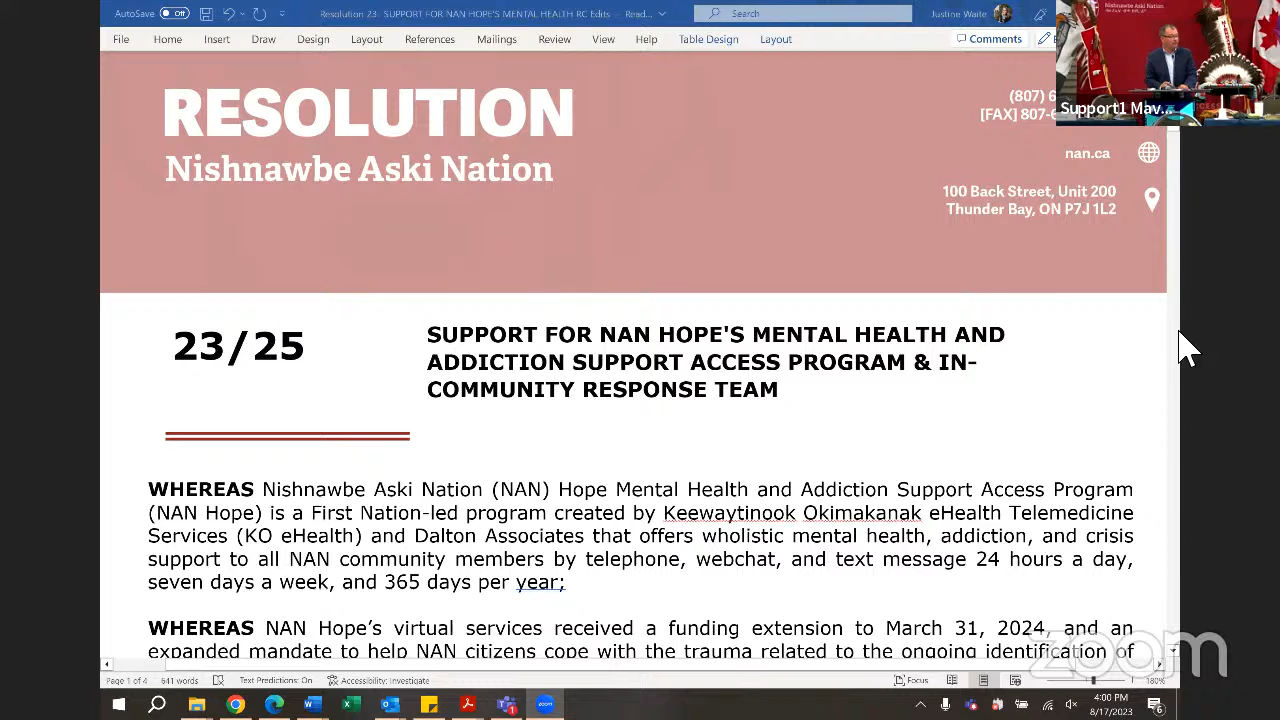 AutoSave Off
Resolution 23. SUPPORT FOR NAN HOPE'S MENTAL HEALTH RC Edits - Read...
Search
Justine Waite
File Home Insert Draw Design Layout References Mailings Review View Help Table Design Layout
Comments
Nishnawbe Aski Nation
Support1 Mav...
RESOLUTION
Nishnawbe Aski Nation
(807) 6
[FAX] 807-6
nan.ca
100 Back Street, Unit 200
Thunder Bay, ON P7J 1L2
23/25
SUPPORT FOR NAN HOPE'S MENTAL HEALTH AND
ADDICTION SUPPORT ACCESS PROGRAM & IN-
COMMUNITY RESPONSE TEAM
WHEREAS Nishnawbe Aski Nation (NAN) Hope Mental Health and Addiction Support Access Program
(NAN Hope) is a First Nation-led program created by Keewaytinook Okimakanak eHealth Telemedicine
Services (KO eHealth) and Dalton Associates that offers wholistic mental health, addiction, and crisis
support to all NAN community members by telephone, webchat, and text message 24 hours a day,
seven days a week, and 365 days per year;
WHEREAS NAN Hope’s virtual services received a funding extension to March 31, 2024, and an
expanded mandate to help NAN citizens cope with the trauma related to the ongoing identification of
zoom
Page 1 of 4 641 words Text Predictions: On Accessibility: Investigate Focus 180%
zoom
4:00 PM
8/17/2023
6